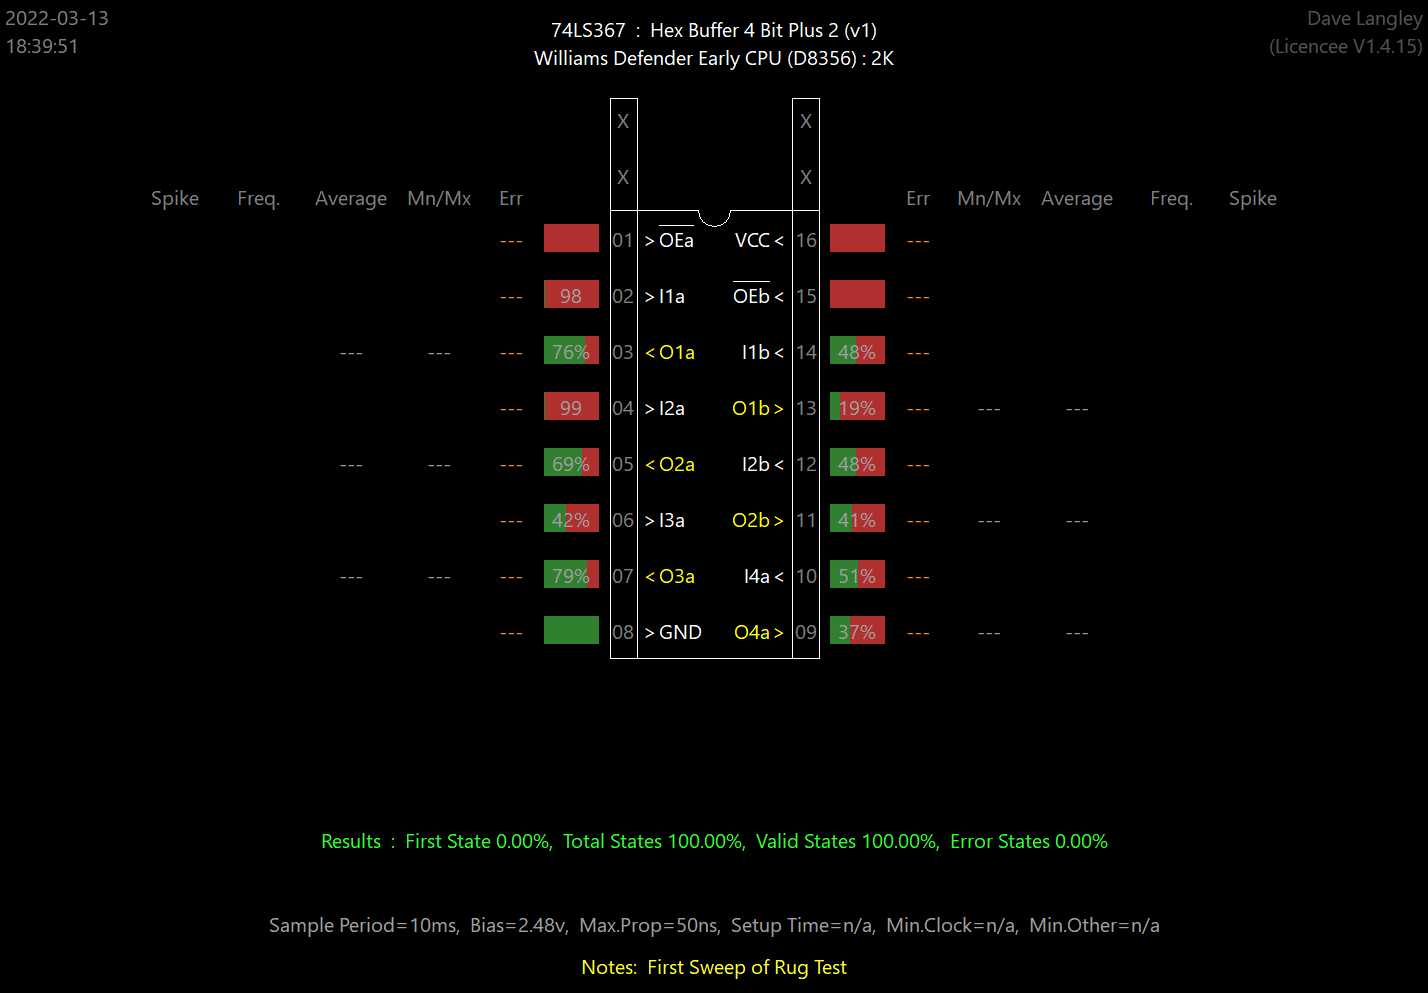 2022-03-13
18:39:51
74LS367 : Hex Buffer 4 Bit Plus 2 (v1)
Williams Defender Early CPU (D8356) : 2K
Dave Langley
(Licencee V1.4.15)
X X
X X
Spike Freq. Average Mn/Mx Err Err Mn/Mx Average Freq. Spike
--- 01 > OEa VCC < 16 ---
--- 98 02 > I1a OEb < 15 ---
--- --- --- 76% 03 < O1a I1b < 14 48% ---
--- 99 04 > I2a O1b > 13 19% --- --- ---
--- --- --- 69% 05 < O2a I2b < 12 48% ---
--- 42% 06 > I3a O2b > 11 41% --- --- ---
--- --- --- 79% 07 < O3a I4a < 10 51% ---
--- 08 > GND O4a > 09 37% --- --- ---
Results : First State 0.00%, Total States 100.00%, Valid States 100.00%, Error States 0.00%
Sample Period=10ms, Bias=2.48v, Max.Prop=50ns, Setup Time=n/a, Min.Clock=n/a, Min.Other=n/a
Notes: First Sweep of Rug Test